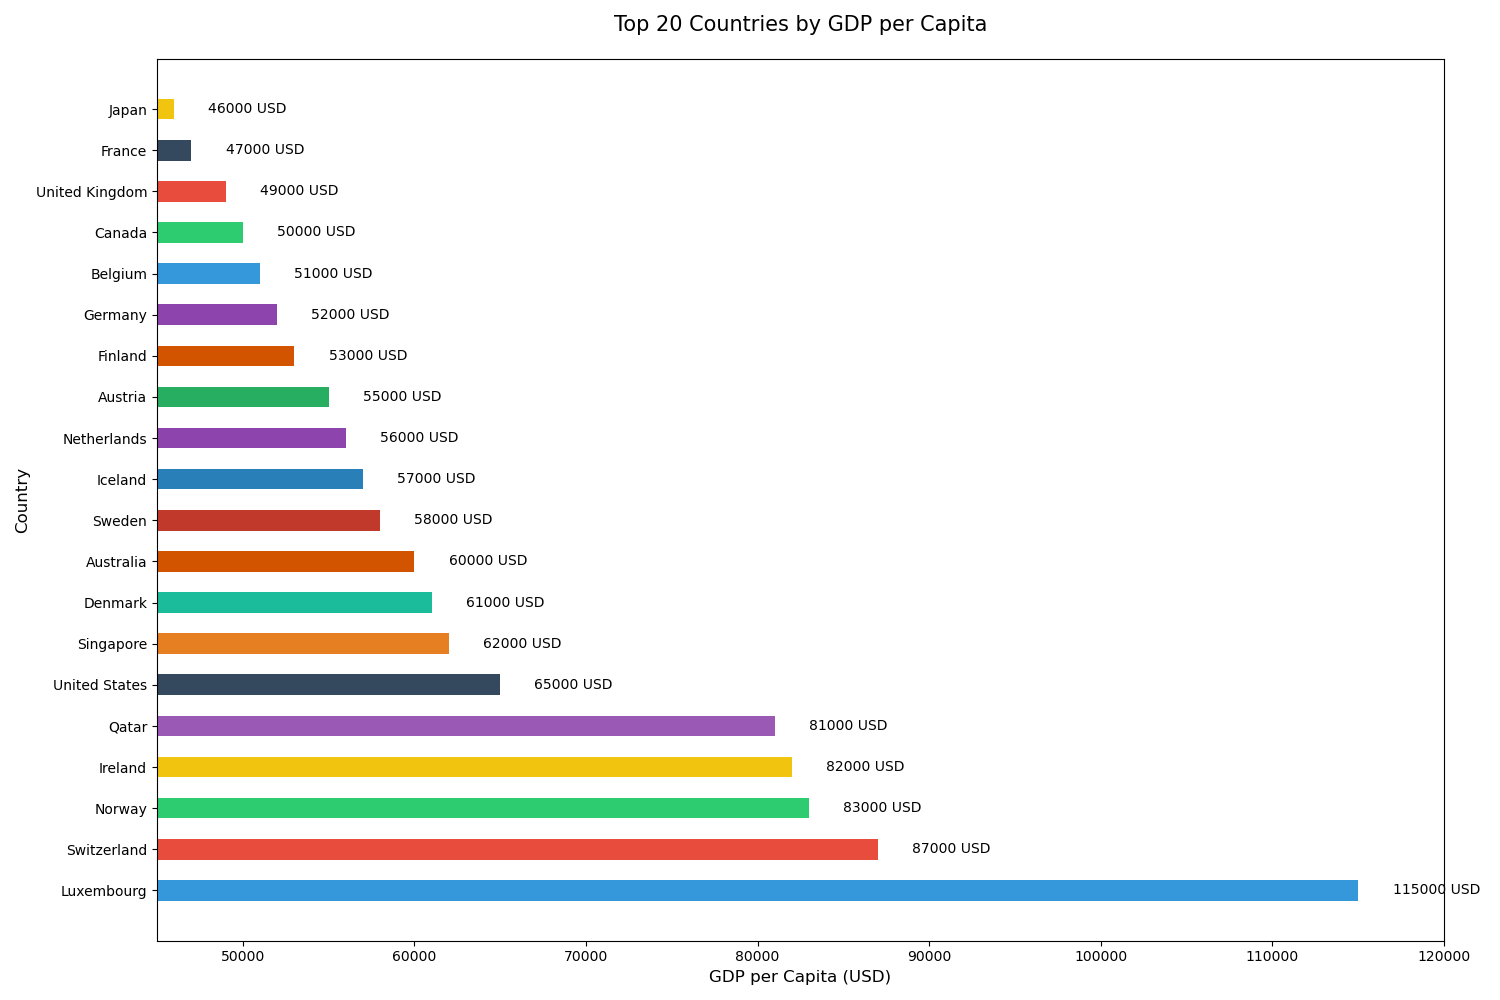 Top 20 Countries by GDP per Capita
Country
Japan 46000 USD
France 47000 USD
United Kingdom 49000 USD
Canada 50000 USD
Belgium 51000 USD
Germany 52000 USD
Finland 53000 USD
Austria 55000 USD
Netherlands 56000 USD
Iceland 57000 USD
Sweden 58000 USD
Australia 60000 USD
Denmark 61000 USD
Singapore 62000 USD
United States 65000 USD
Qatar 81000 USD
Ireland 82000 USD
Norway 83000 USD
Switzerland 87000 USD
Luxembourg 115000 USD
50000 60000 70000 80000 90000 100000 110000 120000
GDP per Capita (USD)